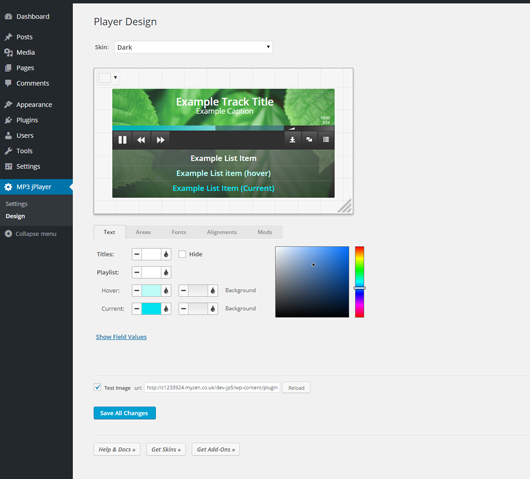 Dashboard
Posts
Media
Pages
Comments
Appearance
Plugins
Users
Tools
Settings
MP3 jPlayer
Settings
Design
Collapse menu
Player Design
Skin: Dark
Example Track Title
Example Caption
Example List Item
Example List item (hover)
Example List Item (Current)
Text Areas Fonts Alignments Mods
Titles: Hide
Playlist:
Hover: Background
Current: Background
Show Field Values
Test Image url: http://c1233924.myzen.co.uk/dev-jp5/wp-content/plugin Reload
Save All Changes
Help & Docs » Get Skins » Get Add-Ons »